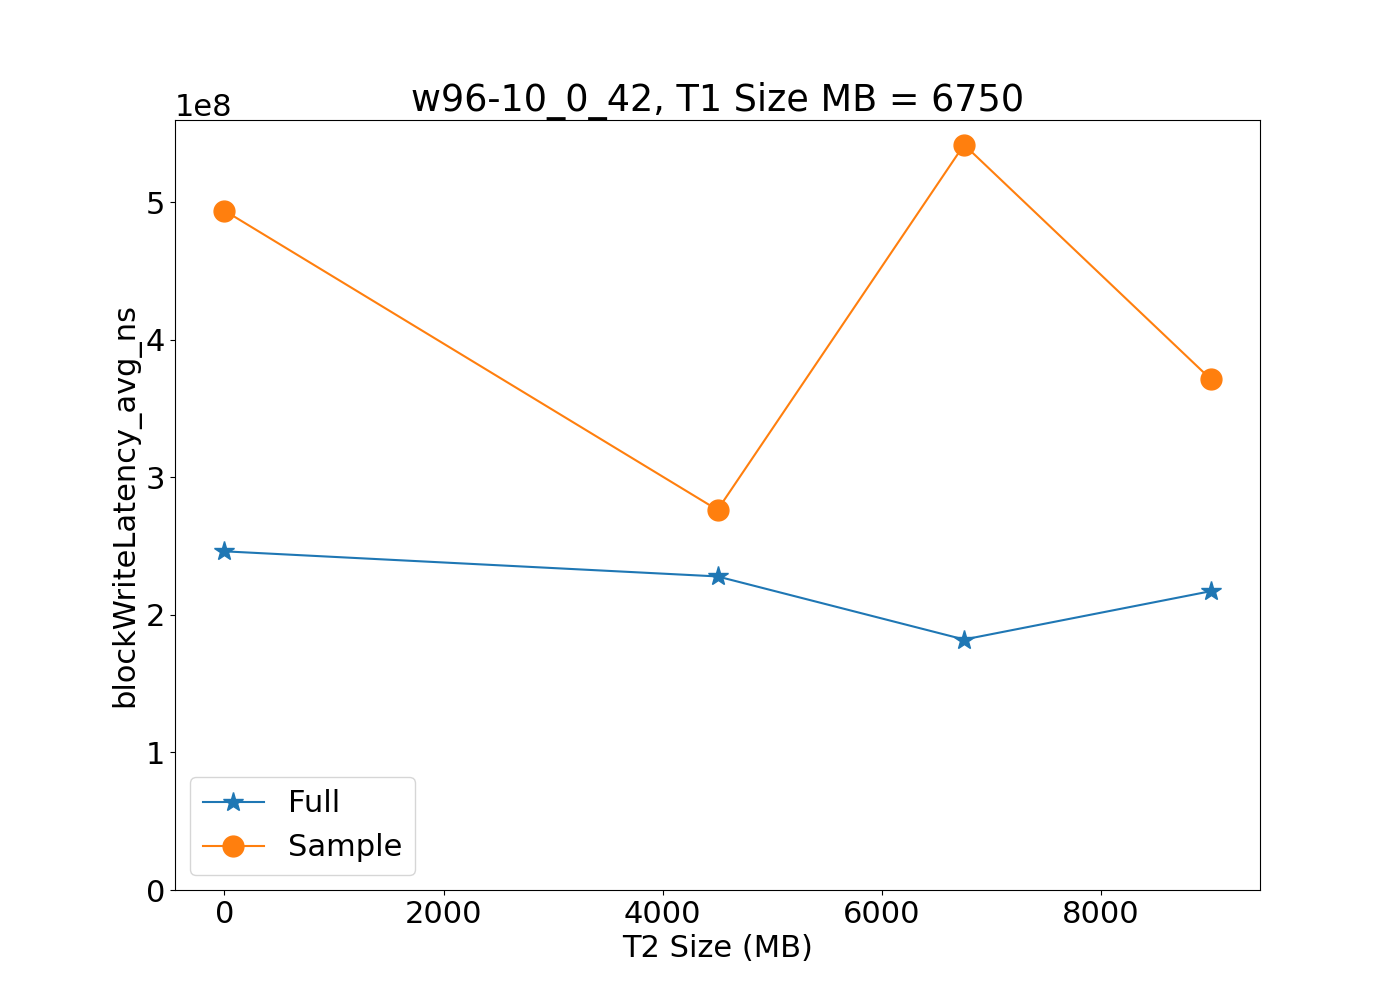 w96-10_0_42, T1 Size MB = 6750
1e8
5
4
3
2
1
0
blockWriteLatency_avg_ns
Full
Sample
0 2000 4000 6000 8000
T2 Size (MB)